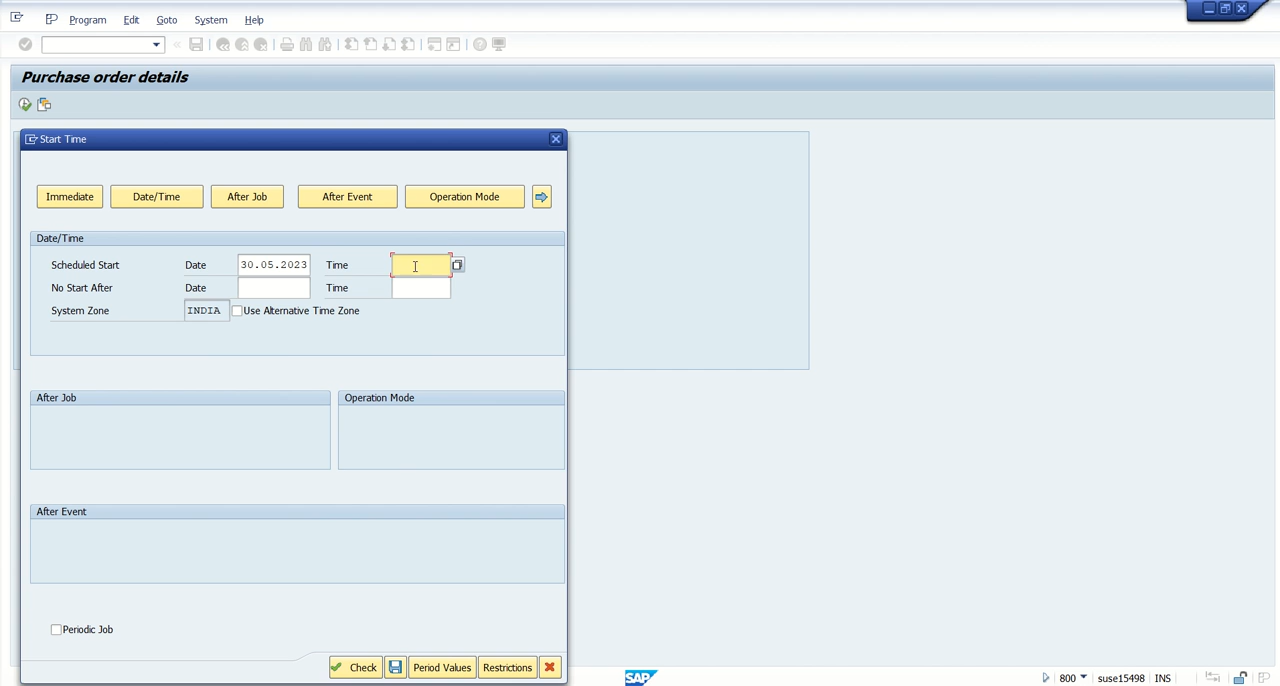 Program Edit Goto System Help
Purchase order details
Start Time
Immediate Date/Time After Job After Event Operation Mode
Date/Time
Scheduled Start Date 30.05.2023 Time
No Start After Date Time
System Zone INDIA Use Alternative Time Zone
After Job Operation Mode
After Event
Periodic Job
Check Period Values Restrictions
SAP 800 suse15498 INS